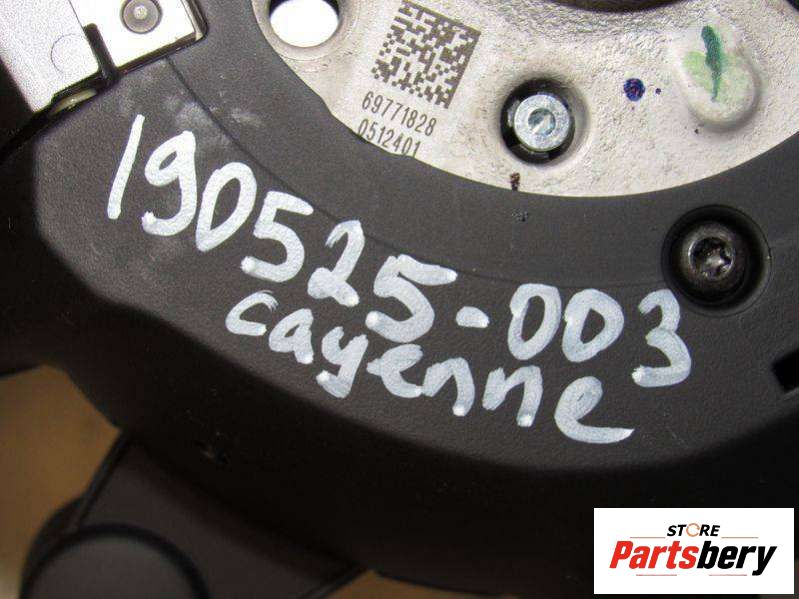 69771828
0512401
190525-003
cayenne
STORE
Partsbery